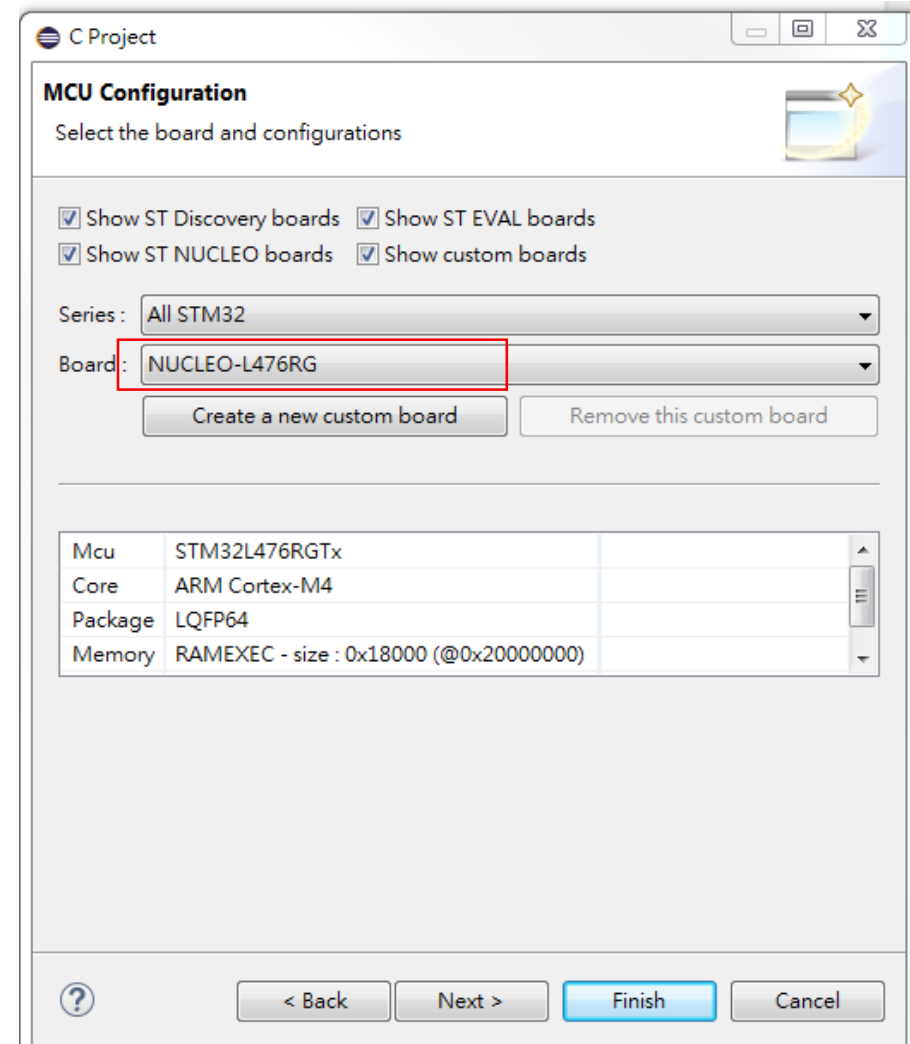 C Project
MCU Configuration
Select the board and configurations
Show ST Discovery boards Show ST EVAL boards
Show ST NUCLEO boards Show custom boards
Series : All STM32
Board : NUCLEO-L476RG
Create a new custom board Remove this custom board
Mcu STM32L476RGTx
Core ARM Cortex-M4
Package LQFP64
Memory RAMEXEC - size : 0x18000 (@0x20000000)
? < Back Next > Finish Cancel